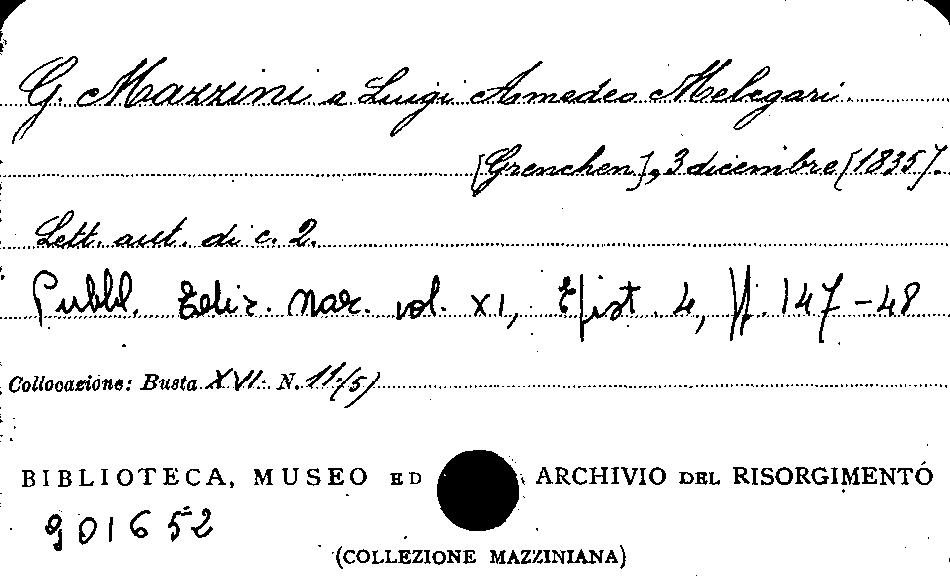 G. Mazzini a Luigi Amedeo Melegari.
[Grenchen], 3 dicembre [1835].
Lett. aut. di c. 2.
Pubbl. Ediz. Naz. vol. XI, Epist. 4, pp. 147-48
Collocazione: Busta XVI N. 11/(5)
BIBLIOTECA, MUSEO ED ARCHIVIO DEL RISORGIMENTO
901652
(COLLEZIONE MAZZINIANA)